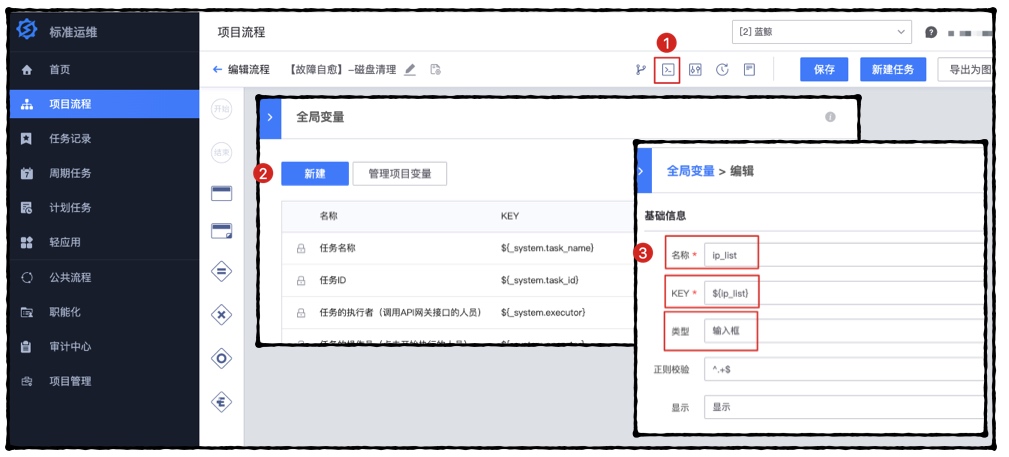 标准运维
项目流程
[2] 蓝鲸
1
首页
编辑流程
【故障自愈】-磁盘清理
保存
新建任务
导出为图
项目流程
任务记录
周期任务
计划任务
轻应用
公共流程
职能化
审计中心
项目管理
开始
结束
全局变量
2
新建
管理项目变量
名称 KEY
任务名称 ${_system.task_name}
任务ID ${_system.task_id}
任务的执行者（调用API网关接口的人员） ${_system.executor}
全局变量 > 编辑
基础信息
3
名称 * ip_list
KEY * ${ip_list}
类型 输入框
正则校验 ^.+$
显示 显示